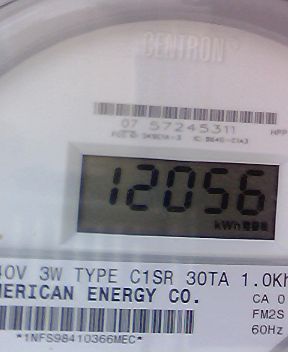 CENTRON
07 57245311
12056
kWh
40V 3W TYPE C1SR 30TA 1.0Kh
MERICAN ENERGY CO.
CA 0
FM2S
60Hz
*1NFS98410366MEC*